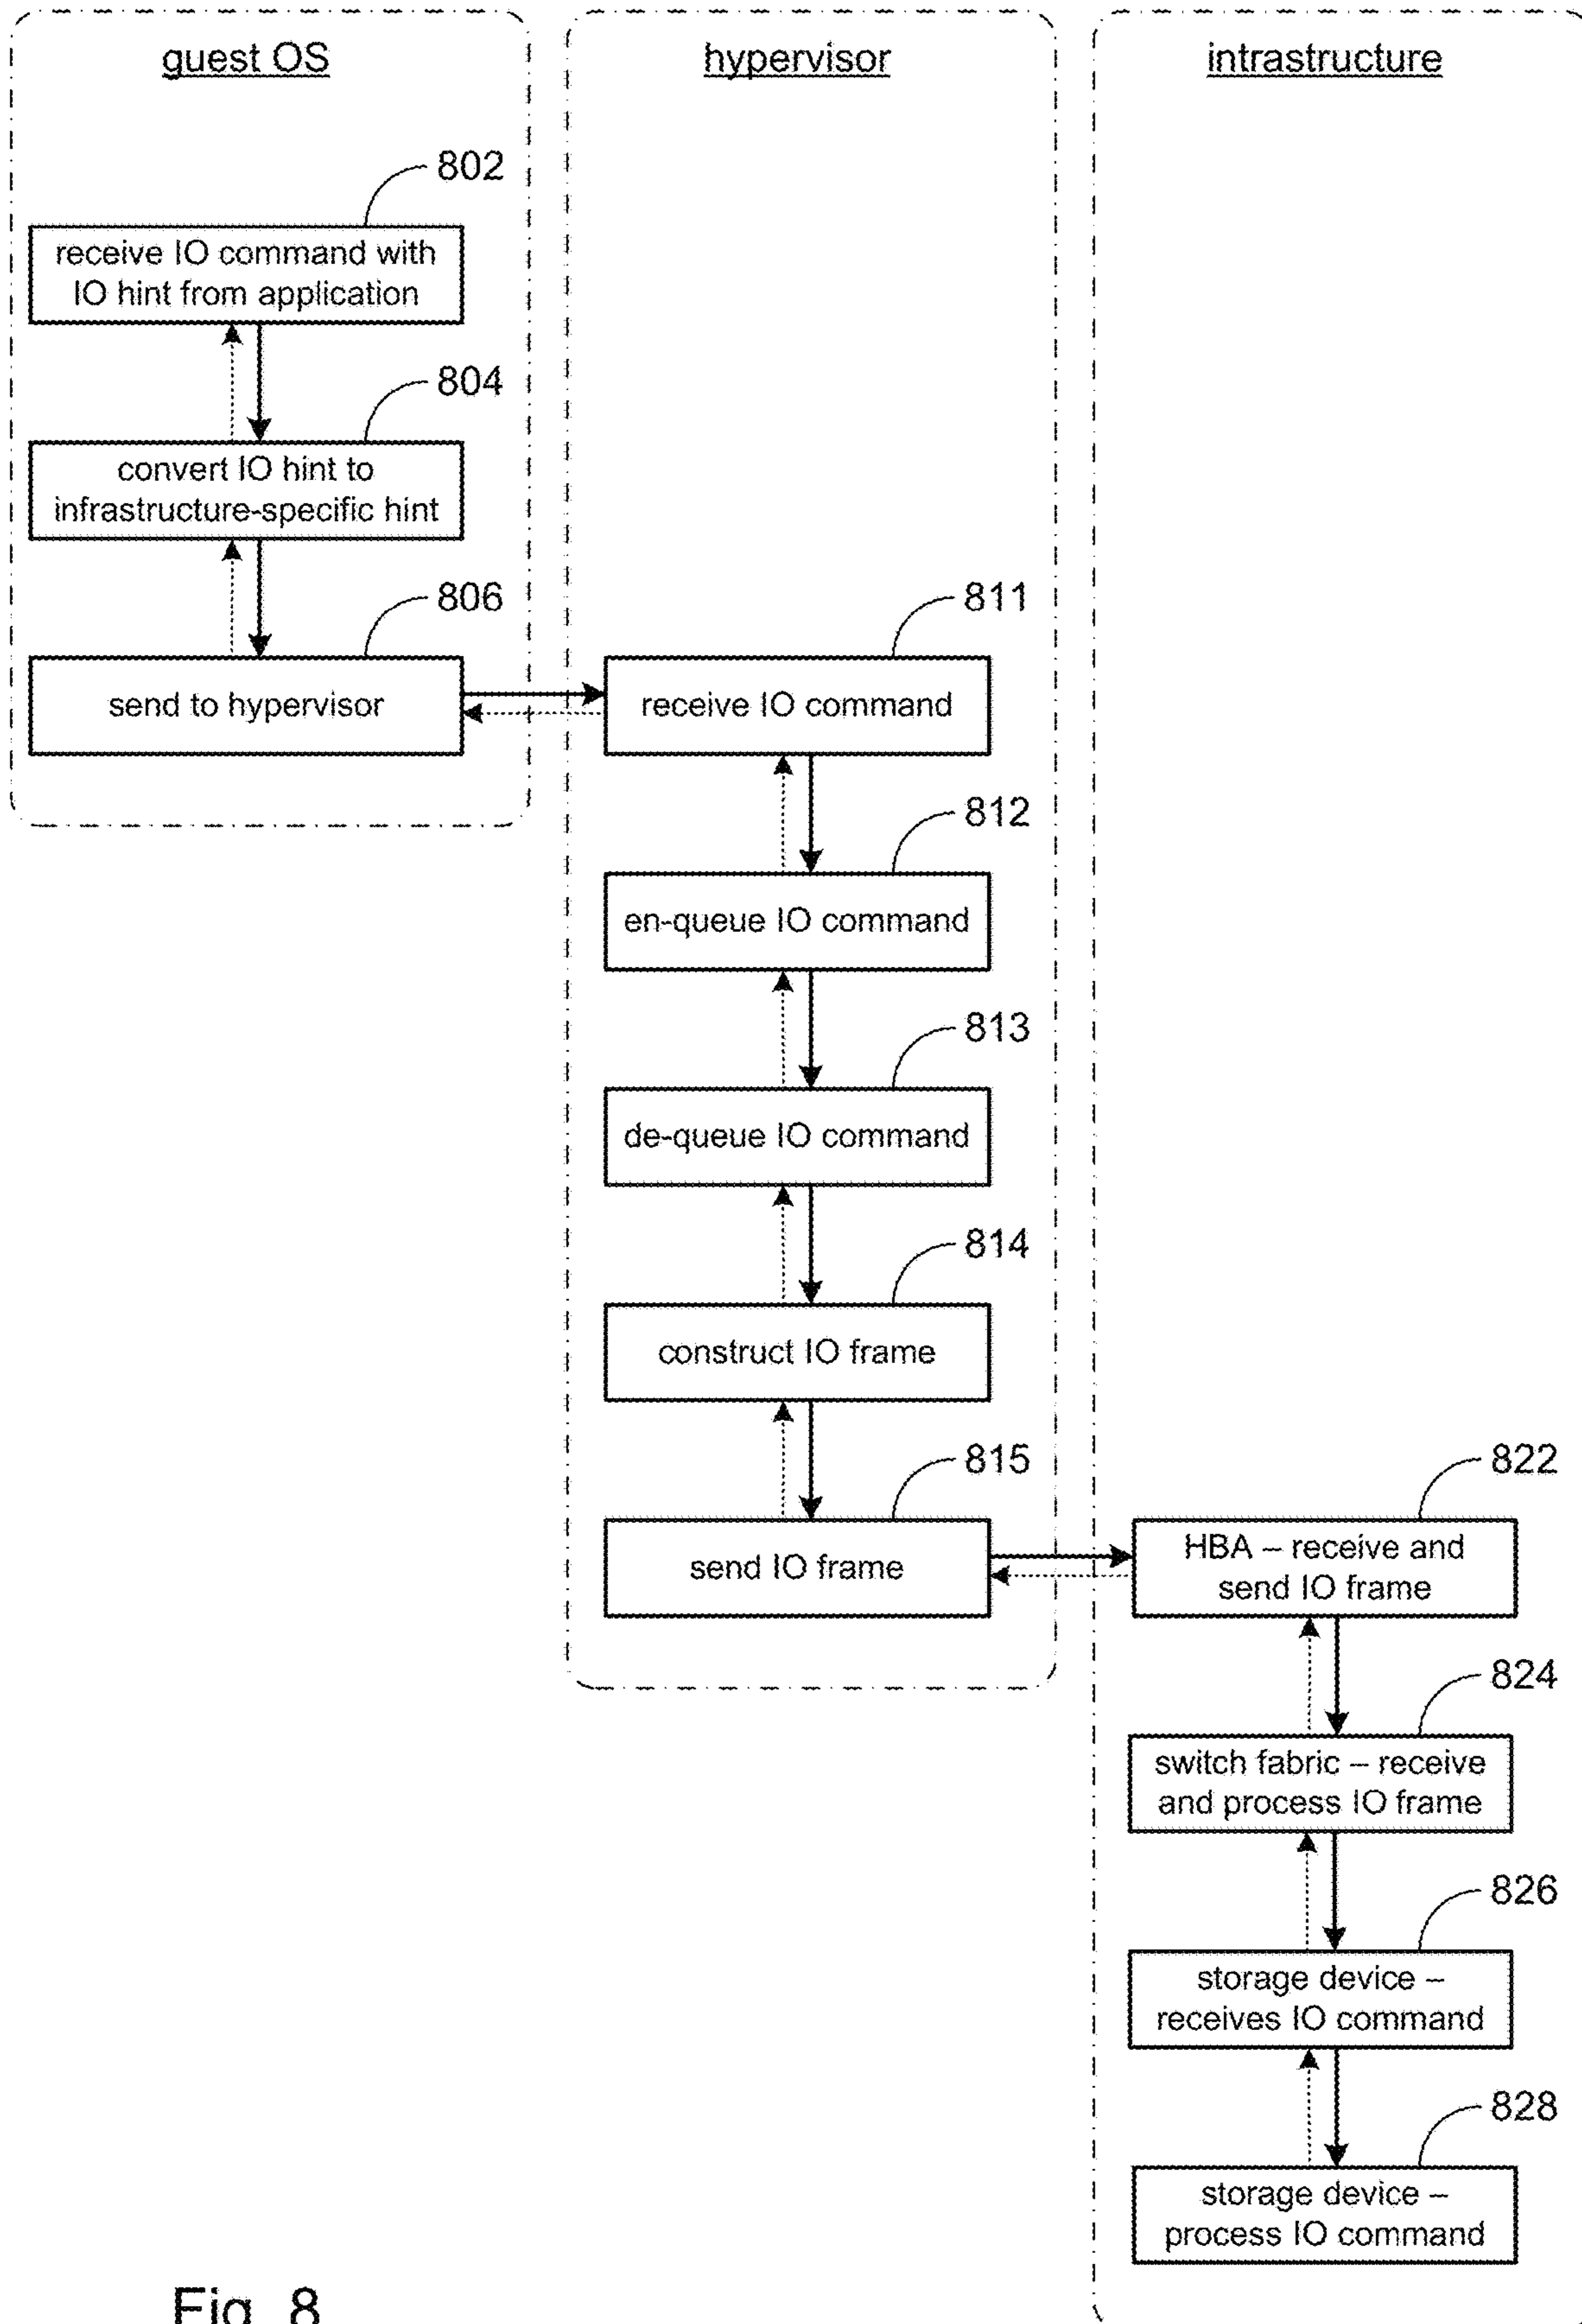 guest OS
802
receive IO command with
IO hint from application
804
convert IO hint to
infrastructure-specific hint
806
send to hypervisor
hypervisor
811
receive IO command
812
en-queue IO command
813
de-queue IO command
814
construct IO frame
815
send IO frame
intrastructure
822
HBA – receive and
send IO frame
824
switch fabric – receive
and process IO frame
826
storage device –
receives IO command
828
storage device –
process IO command
Fig. 8